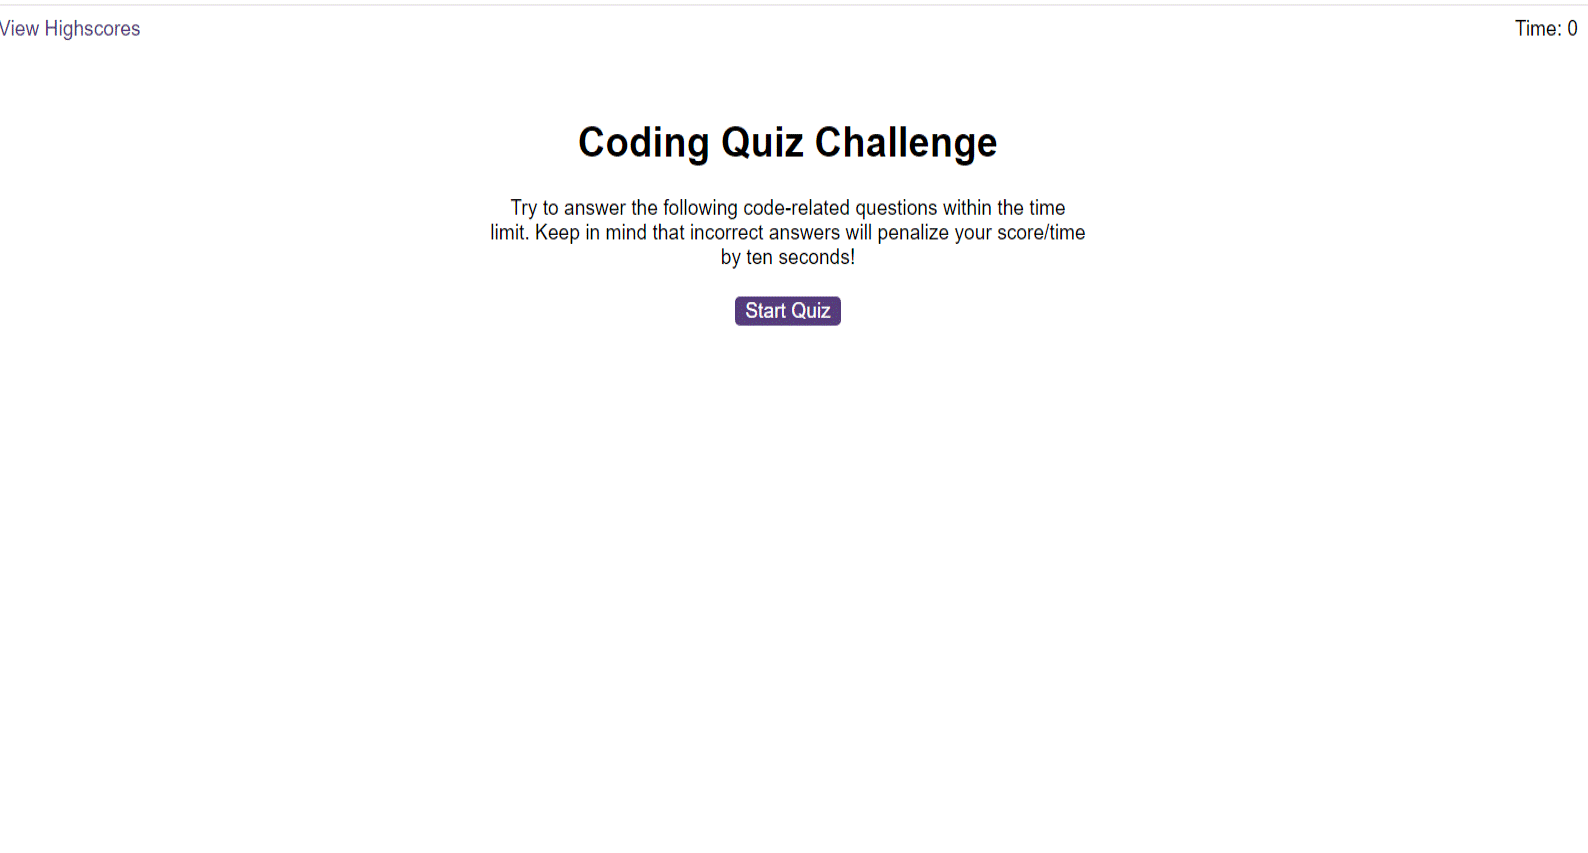 View Highscores
Time: 0
Coding Quiz Challenge
Try to answer the following code-related questions within the time
limit. Keep in mind that incorrect answers will penalize your score/time
by ten seconds!
Start Quiz